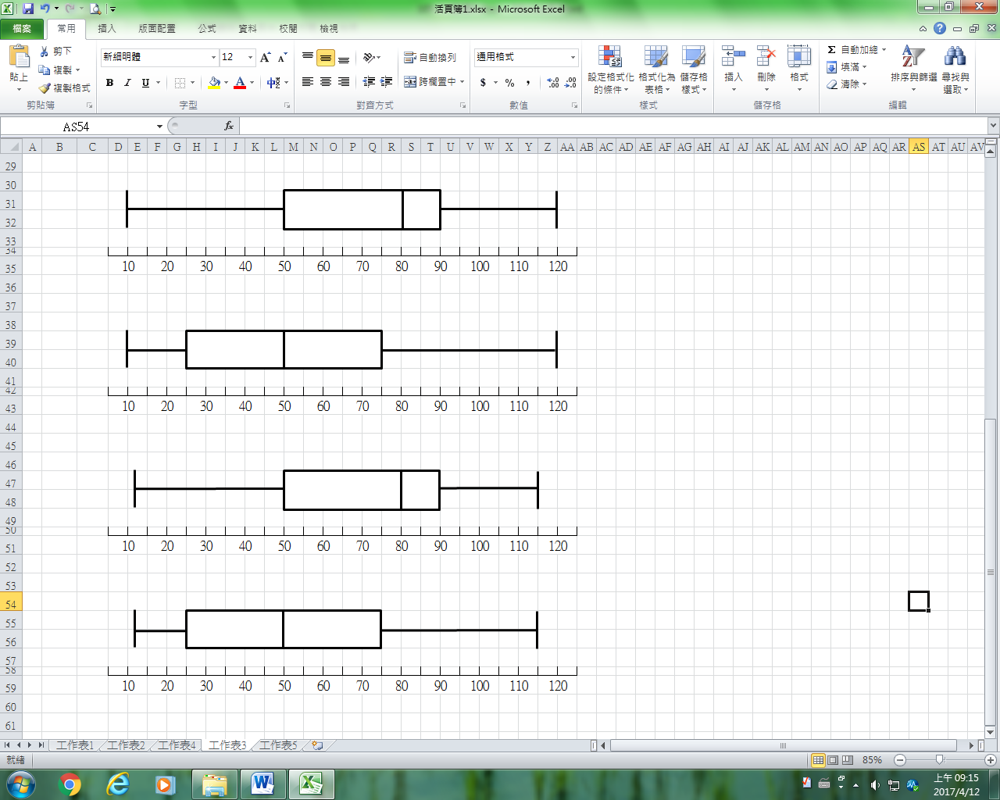 活頁簿1.xlsx - Microsoft Excel
檔案 常用 插入 版面配置 公式 資料 校閱 檢視
貼上 剪下 複製 複製格式 剪貼簿
新細明體 12 B I U A A A 中 字型
自動換列 跨欄置中 對齊方式
通用格式 $ % , .00 .00 數值
設定格式化的條件 格式化為表格 儲存格樣式 樣式
插入 刪除 格式 儲存格
Σ 自動加總 填滿 清除 排序與篩選 尋找與選取 編輯
AS54 fx
A B C D E F G H I J K L M N O P Q R S T U V W X Y Z AA AB AC AD AE AF AG AH AI AJ AK AL AM AN AO AP AQ AR AS AT AU AV
29
30
31
32
33
34
10 20 30 40 50 60 70 80 90 100 110 120
35
36
37
38
39
40
41
42
10 20 30 40 50 60 70 80 90 100 110 120
43
44
45
46
47
48
49
50
10 20 30 40 50 60 70 80 90 100 110 120
51
52
53
54
55
56
57
58
10 20 30 40 50 60 70 80 90 100 110 120
59
60
61
工作表1 工作表2 工作表4 工作表3 工作表5
就緒 85%
上午 09:15
2017/4/12